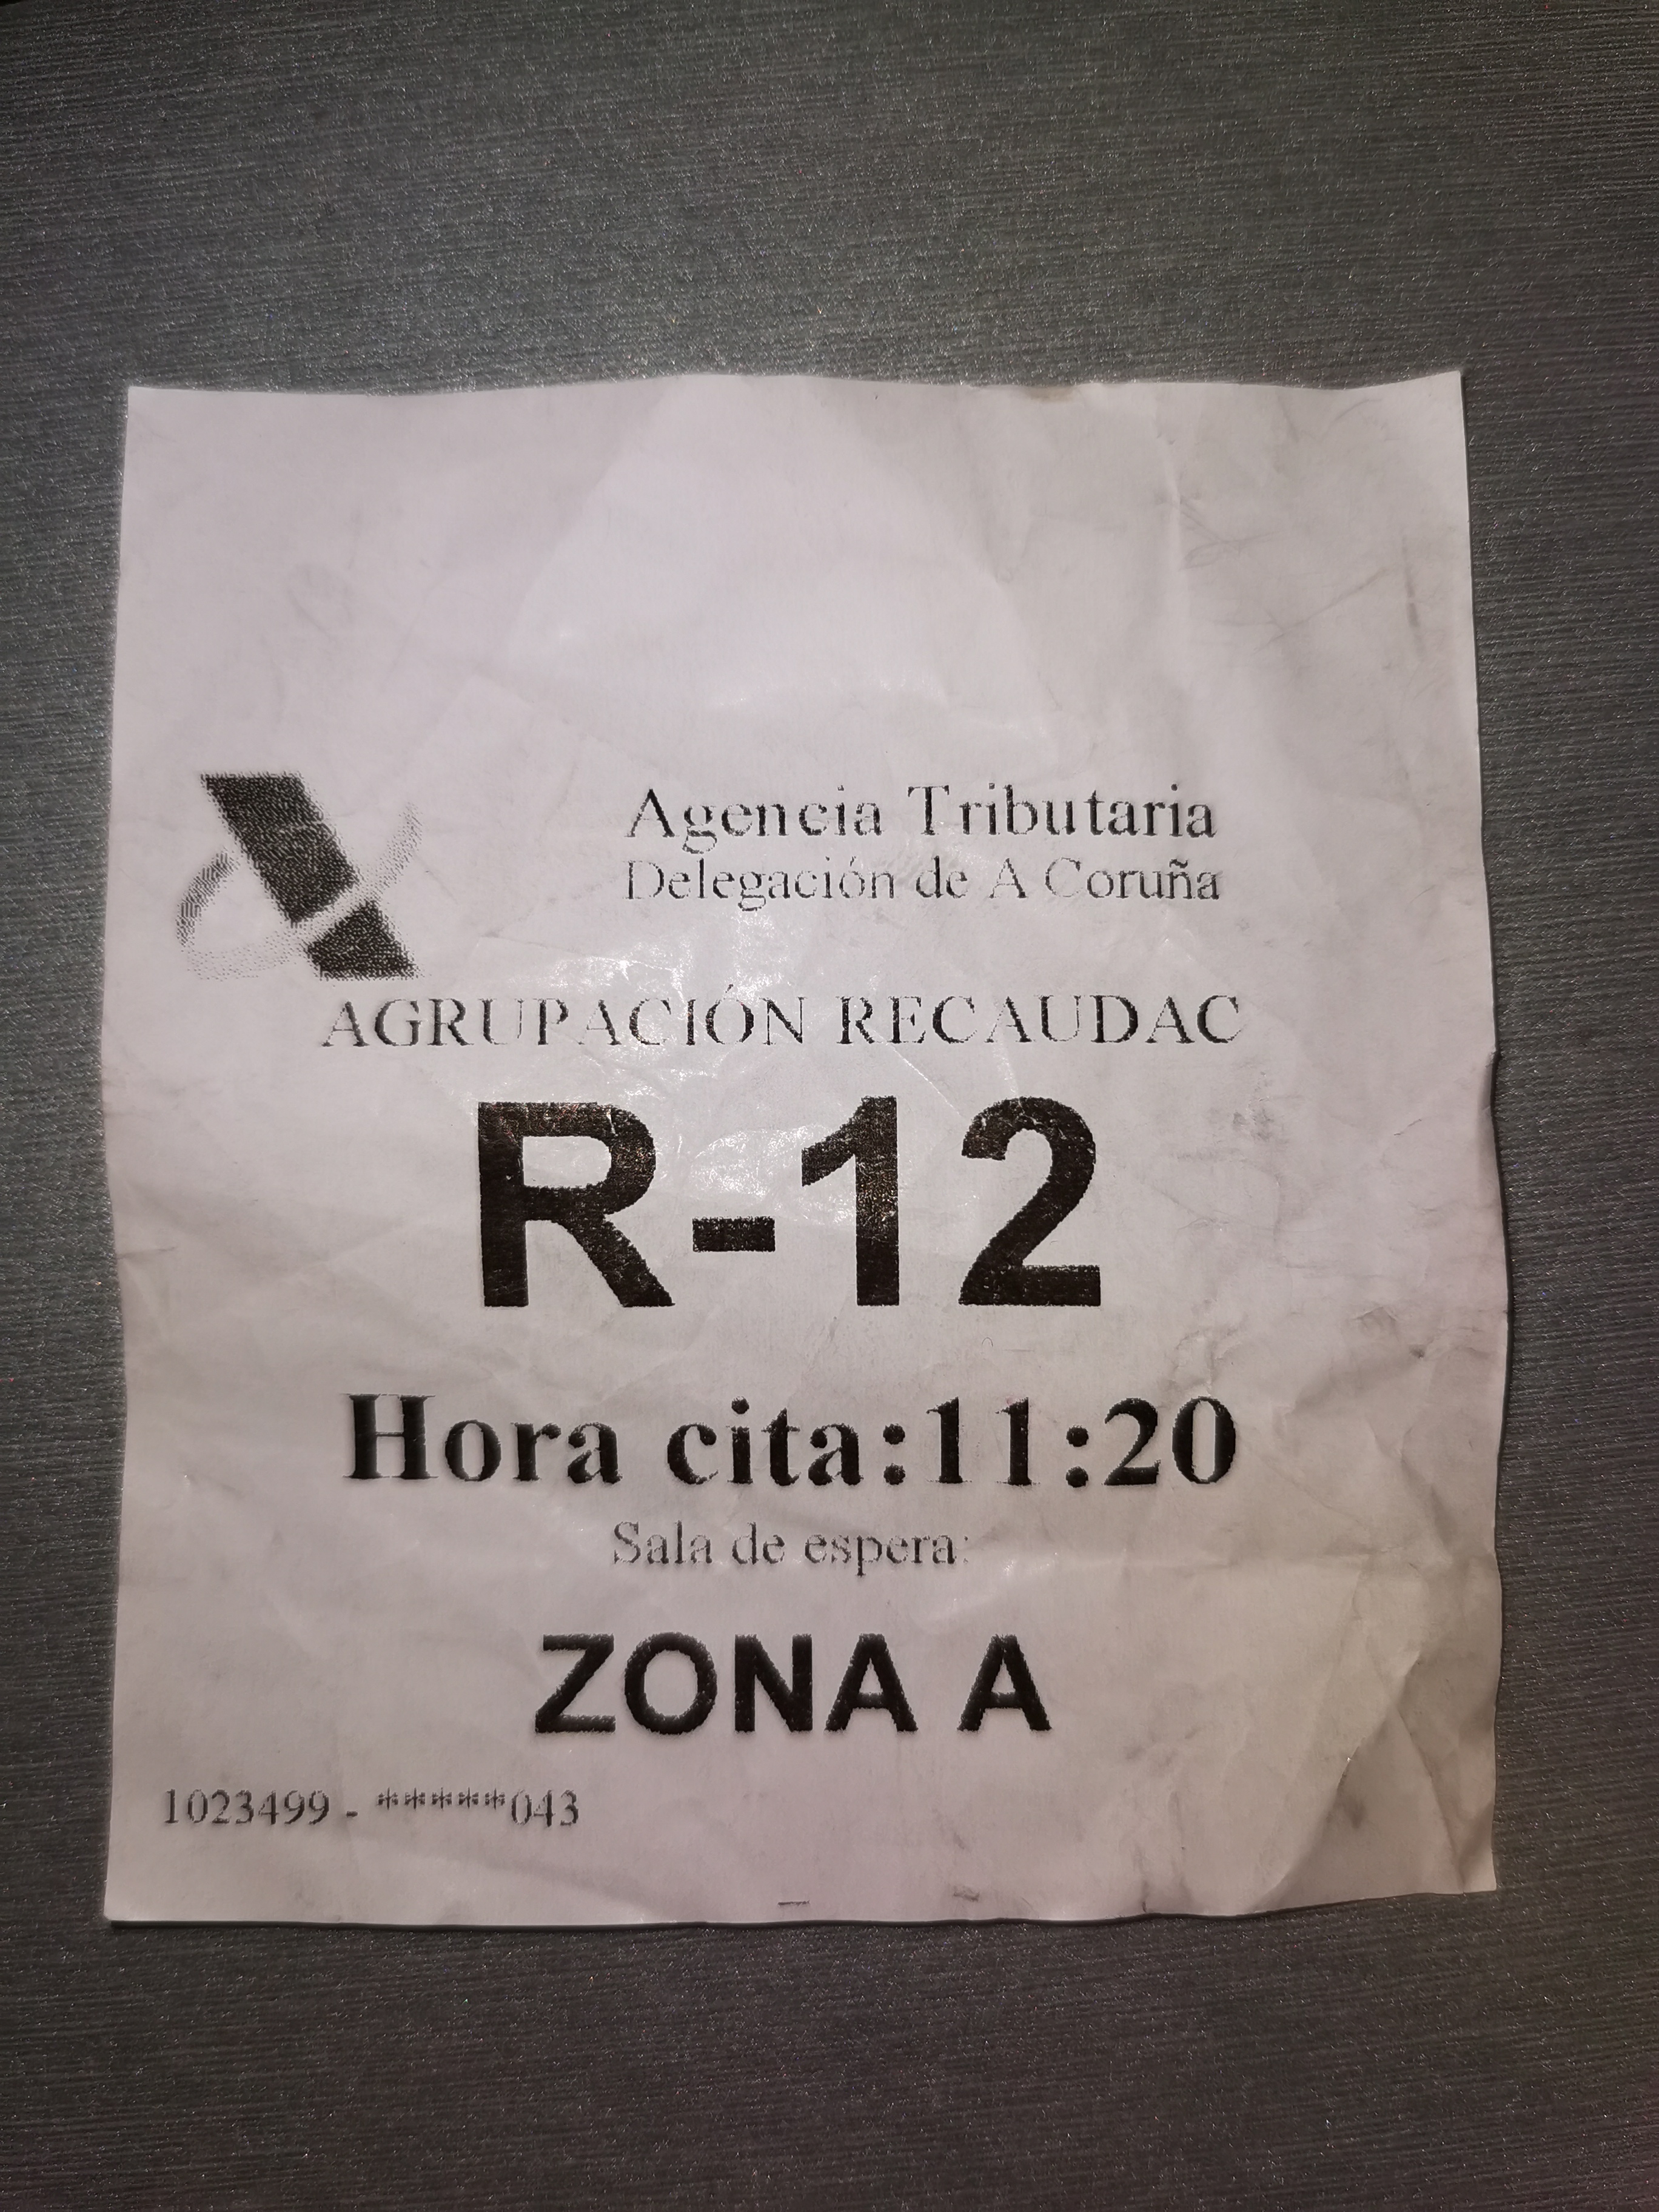 Agencia Tributaria
Delegación de A Coruña
AGRUPACIÓN RECAUDAC
R-12
Hora cita:11:20
Sala de espera:
ZONA A
1023499 - *****043